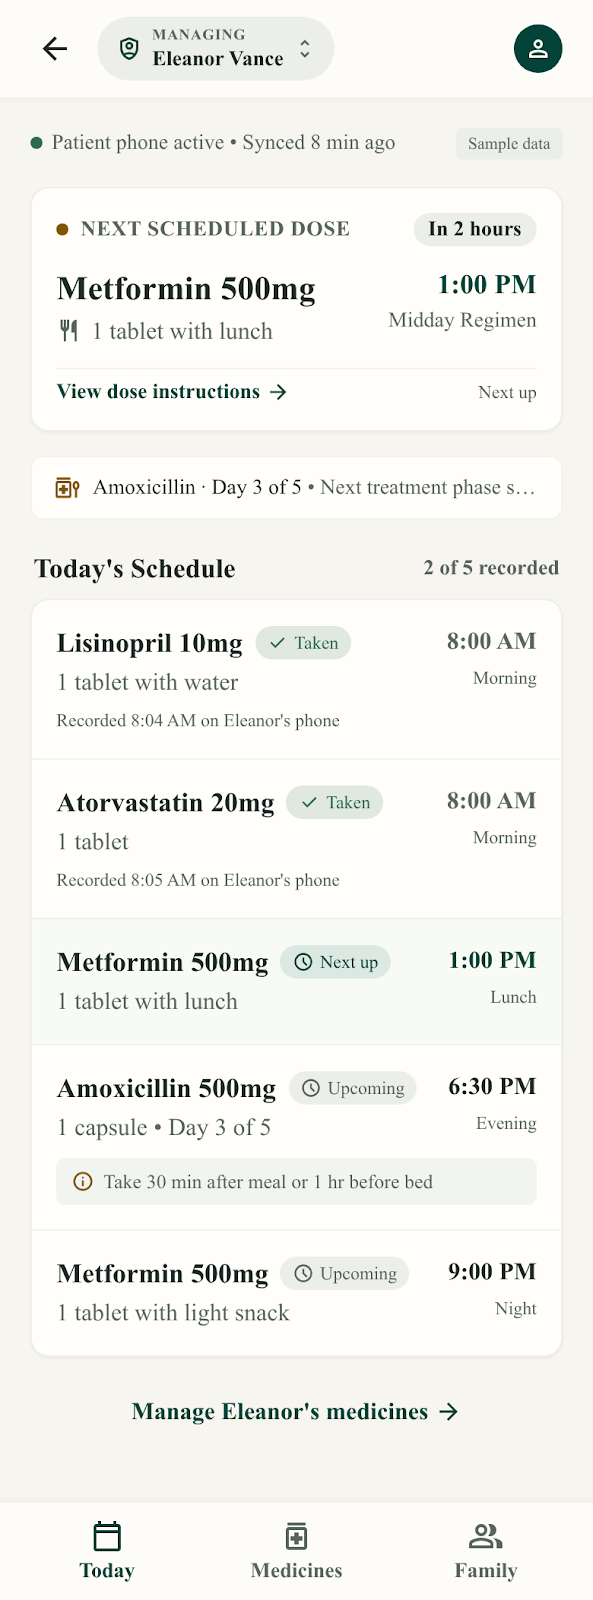 MANAGING
Eleanor Vance
Patient phone active • Synced 8 min ago
Sample data
NEXT SCHEDULED DOSE
In 2 hours
Metformin 500mg
1:00 PM
1 tablet with lunch
Midday Regimen
View dose instructions →
Next up
Amoxicillin · Day 3 of 5 • Next treatment phase s...
Today's Schedule
2 of 5 recorded
Lisinopril 10mg
Taken
8:00 AM
1 tablet with water
Morning
Recorded 8:04 AM on Eleanor's phone
Atorvastatin 20mg
Taken
8:00 AM
1 tablet
Morning
Recorded 8:05 AM on Eleanor's phone
Metformin 500mg
Next up
1:00 PM
1 tablet with lunch
Lunch
Amoxicillin 500mg
Upcoming
6:30 PM
1 capsule • Day 3 of 5
Evening
Take 30 min after meal or 1 hr before bed
Metformin 500mg
Upcoming
9:00 PM
1 tablet with light snack
Night
Manage Eleanor's medicines →
Today
Medicines
Family